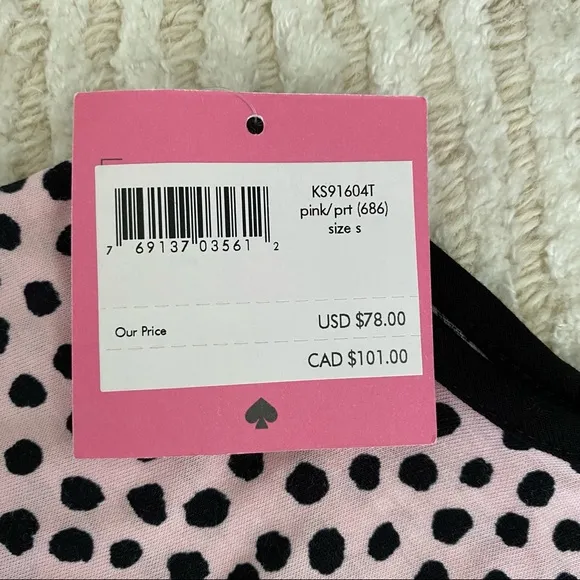 KS91604T
pink/prt (686)
size s
7 69137 03561 2
Our Price USD $78.00
CAD $101.00